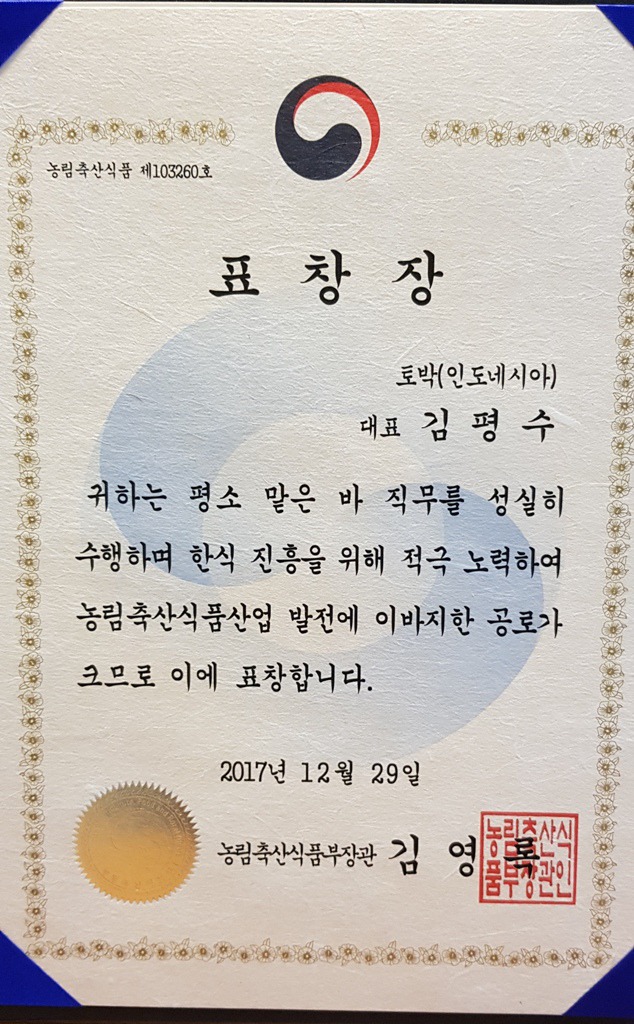 농림축산식품 제103260호
표 창 장
토박(인도네시아)
대표 김 평 수
귀하는 평소 맡은 바 직무를 성실히
수행하며 한식 진흥을 위해 적극 노력하여
농림축산식품산업 발전에 이바지한 공로가
크므로 이에 표창합니다.
2017년 12월 29일
농림축산식품부장관 김 영 록
농림축산식
품부장관인